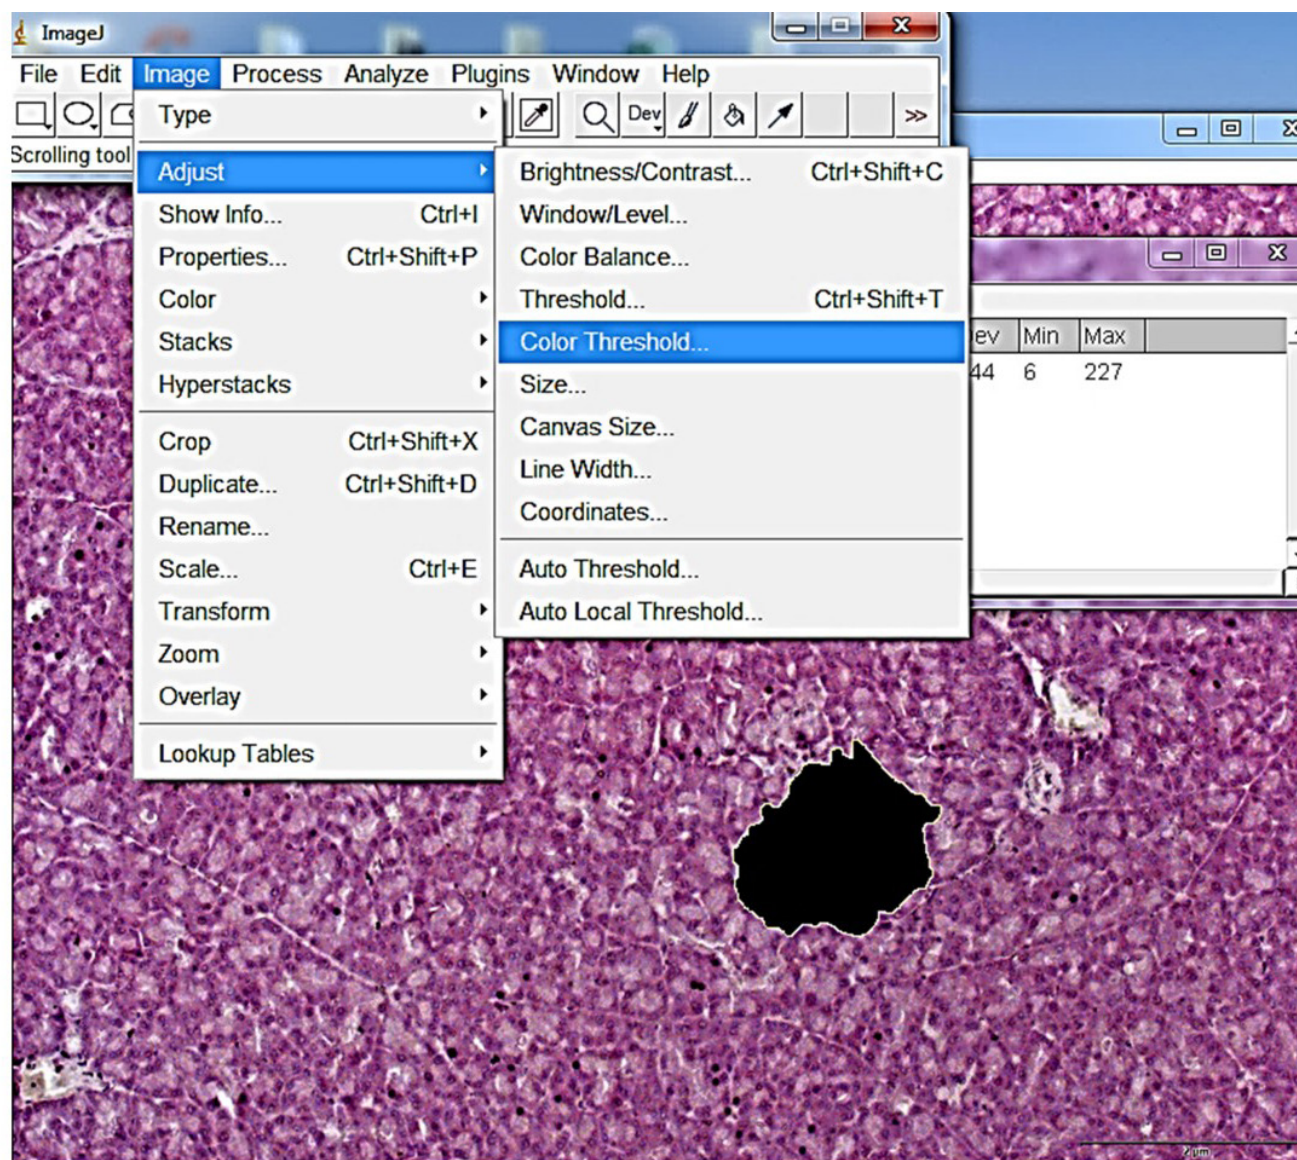 ImageJ
File Edit Image Process Analyze Plugins Window Help
Dev >>
Scrolling tool
Type
Adjust
Show Info... Ctrl+I
Properties... Ctrl+Shift+P
Color
Stacks
Hyperstacks
Crop Ctrl+Shift+X
Duplicate... Ctrl+Shift+D
Rename...
Scale... Ctrl+E
Transform
Zoom
Overlay
Lookup Tables
Brightness/Contrast... Ctrl+Shift+C
Window/Level...
Color Balance...
Threshold... Ctrl+Shift+T
Color Threshold...
Size...
Canvas Size...
Line Width...
Coordinates...
Auto Threshold...
Auto Local Threshold...
ev Min Max
44 6 227
2 µm